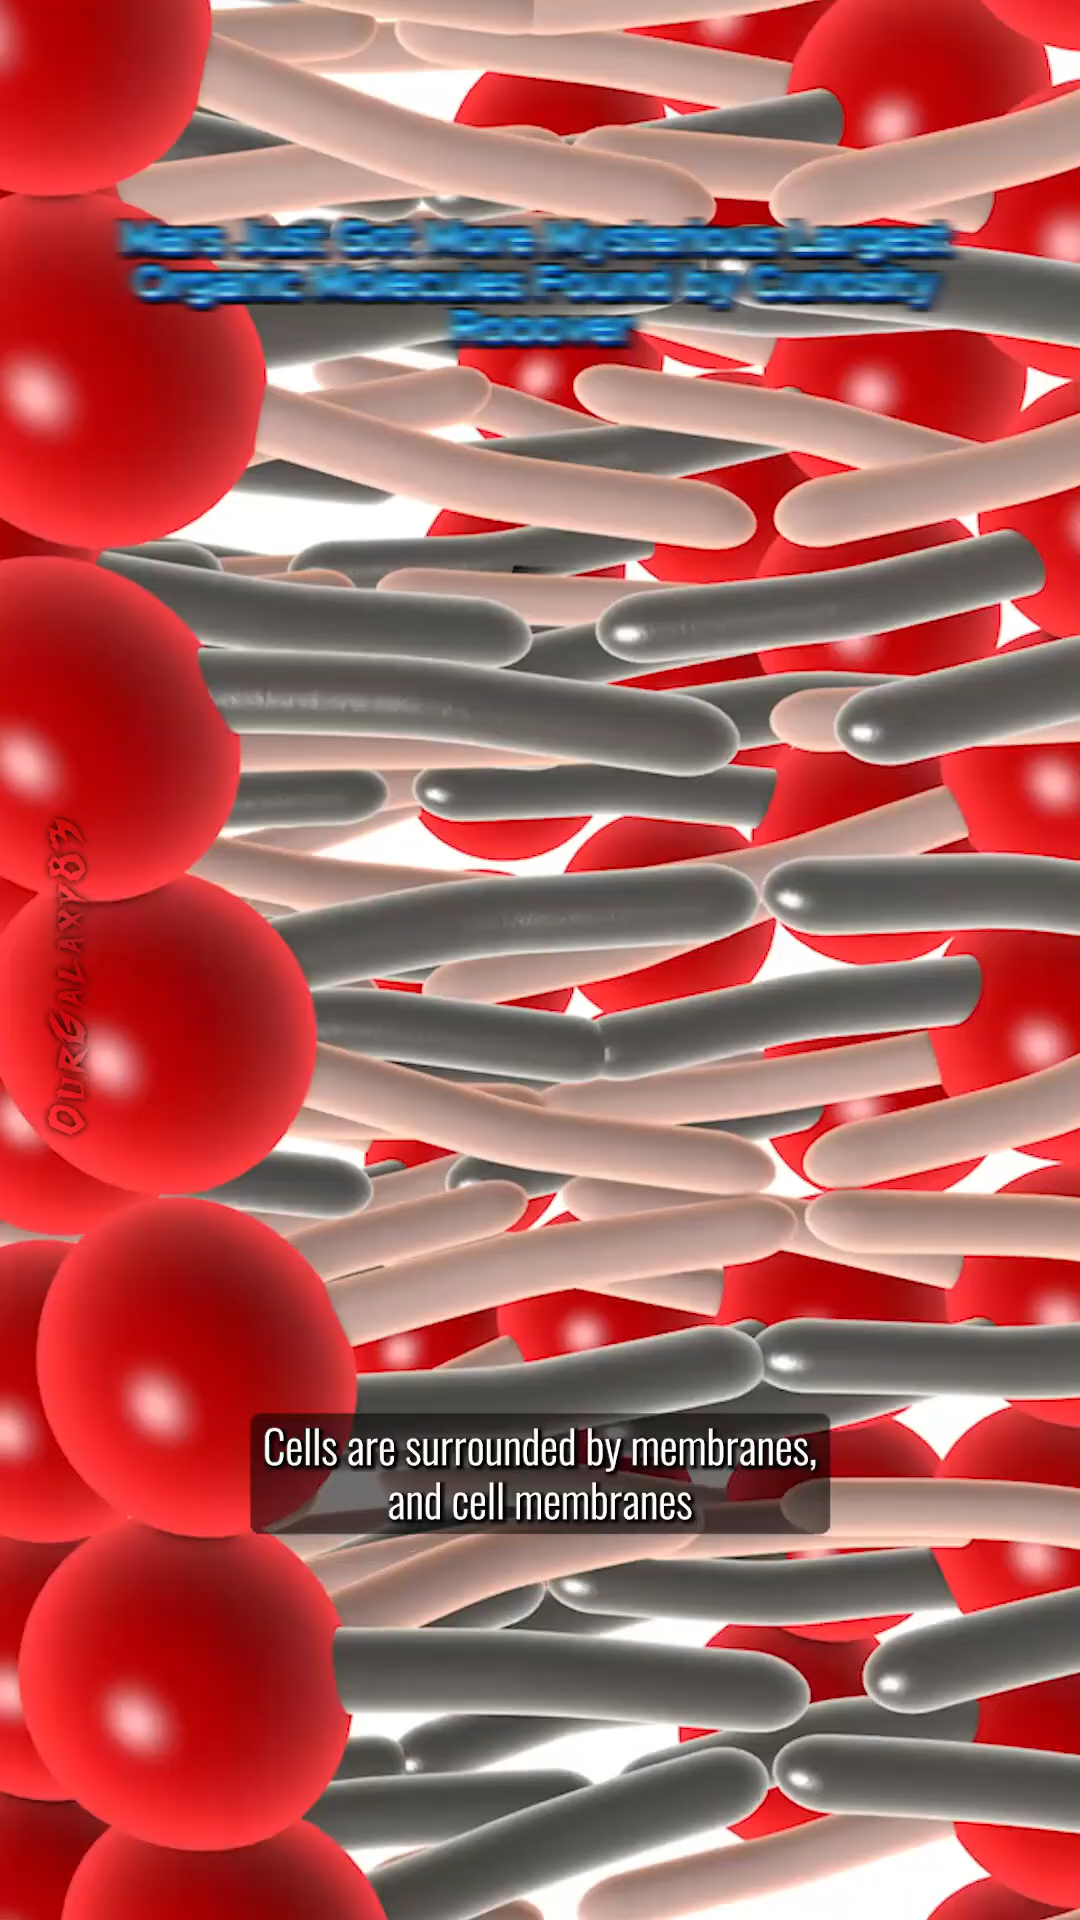 Mars Just Got More Mysterious Largest
Organic Molecules Found by Curiosity
OurGalaxy83
Cells are surrounded by membranes,
and cell membranes